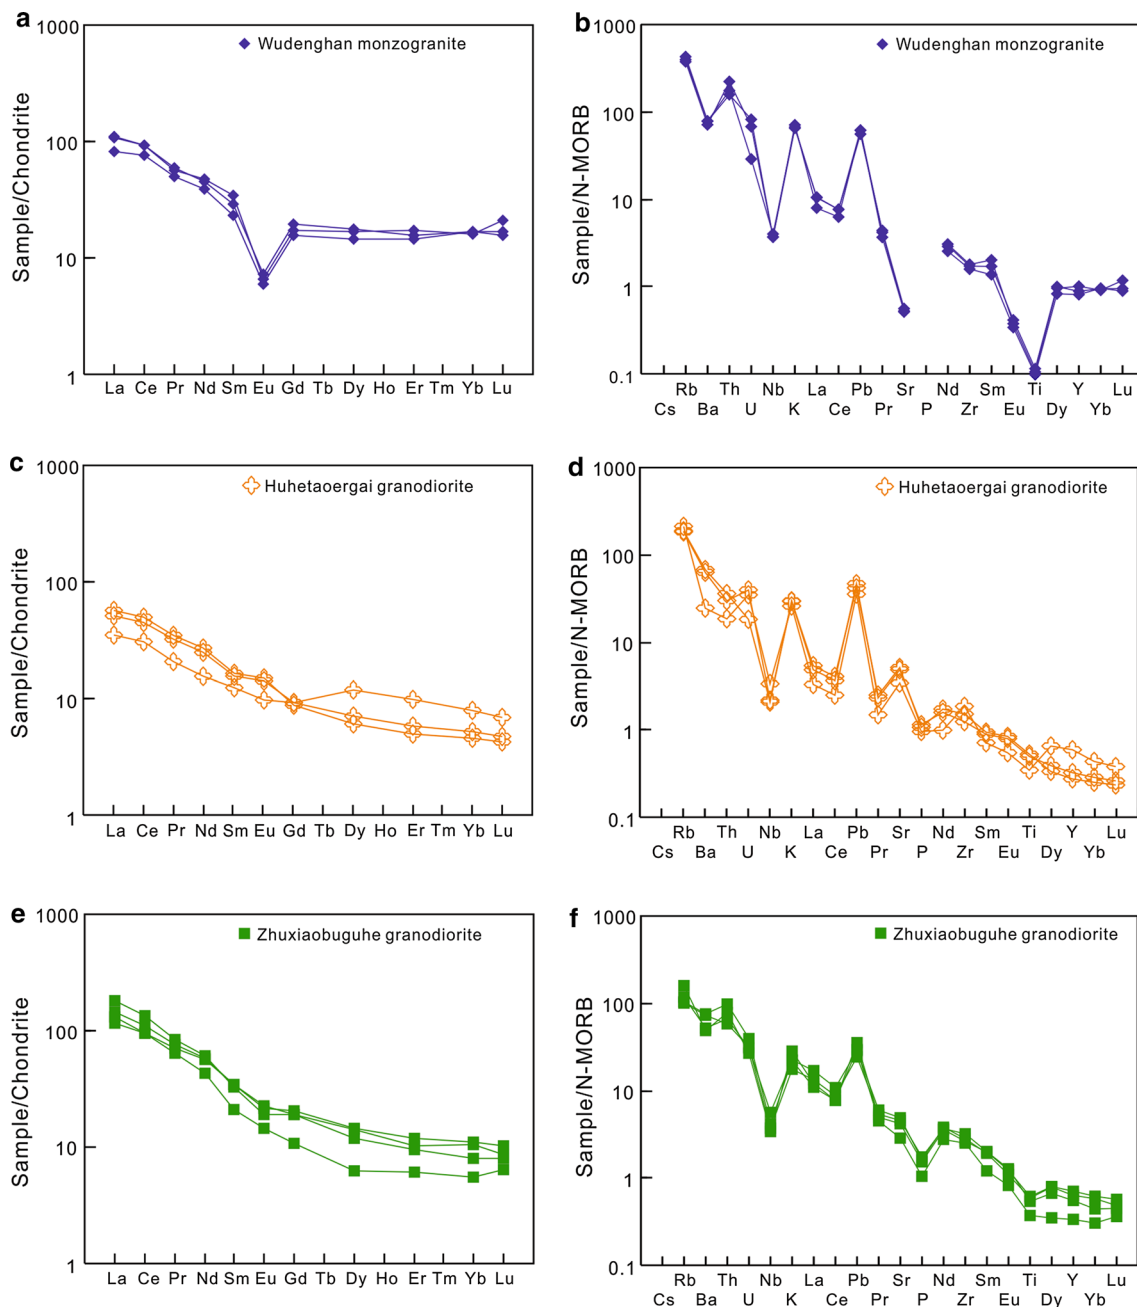 a
1000
100
10
1
Sample/Chondrite
Wudenghan monzogranite
La Ce Pr Nd Sm Eu Gd Tb Dy Ho Er Tm Yb Lu
b
1000
100
10
1
0.1
Sample/N-MORB
Wudenghan monzogranite
Rb Th Nb La Pb Sr Nd Sm Ti Y Lu
Cs Ba U K Ce Pr P Zr Eu Dy Yb
c
1000
100
10
1
Sample/Chondrite
Huhetaoergai granodiorite
La Ce Pr Nd Sm Eu Gd Tb Dy Ho Er Tm Yb Lu
d
1000
100
10
1
0.1
Sample/N-MORB
Huhetaoergai granodiorite
Rb Th Nb La Pb Sr Nd Sm Ti Y Lu
Cs Ba U K Ce Pr P Zr Eu Dy Yb
e
1000
100
10
1
Sample/Chondrite
Zhuxiaobuguhe granodiorite
La Ce Pr Nd Sm Eu Gd Tb Dy Ho Er Tm Yb Lu
f
1000
100
10
1
0.1
Sample/N-MORB
Zhuxiaobuguhe granodiorite
Rb Th Nb La Pb Sr Nd Sm Ti Y Lu
Cs Ba U K Ce Pr P Zr Eu Dy Yb